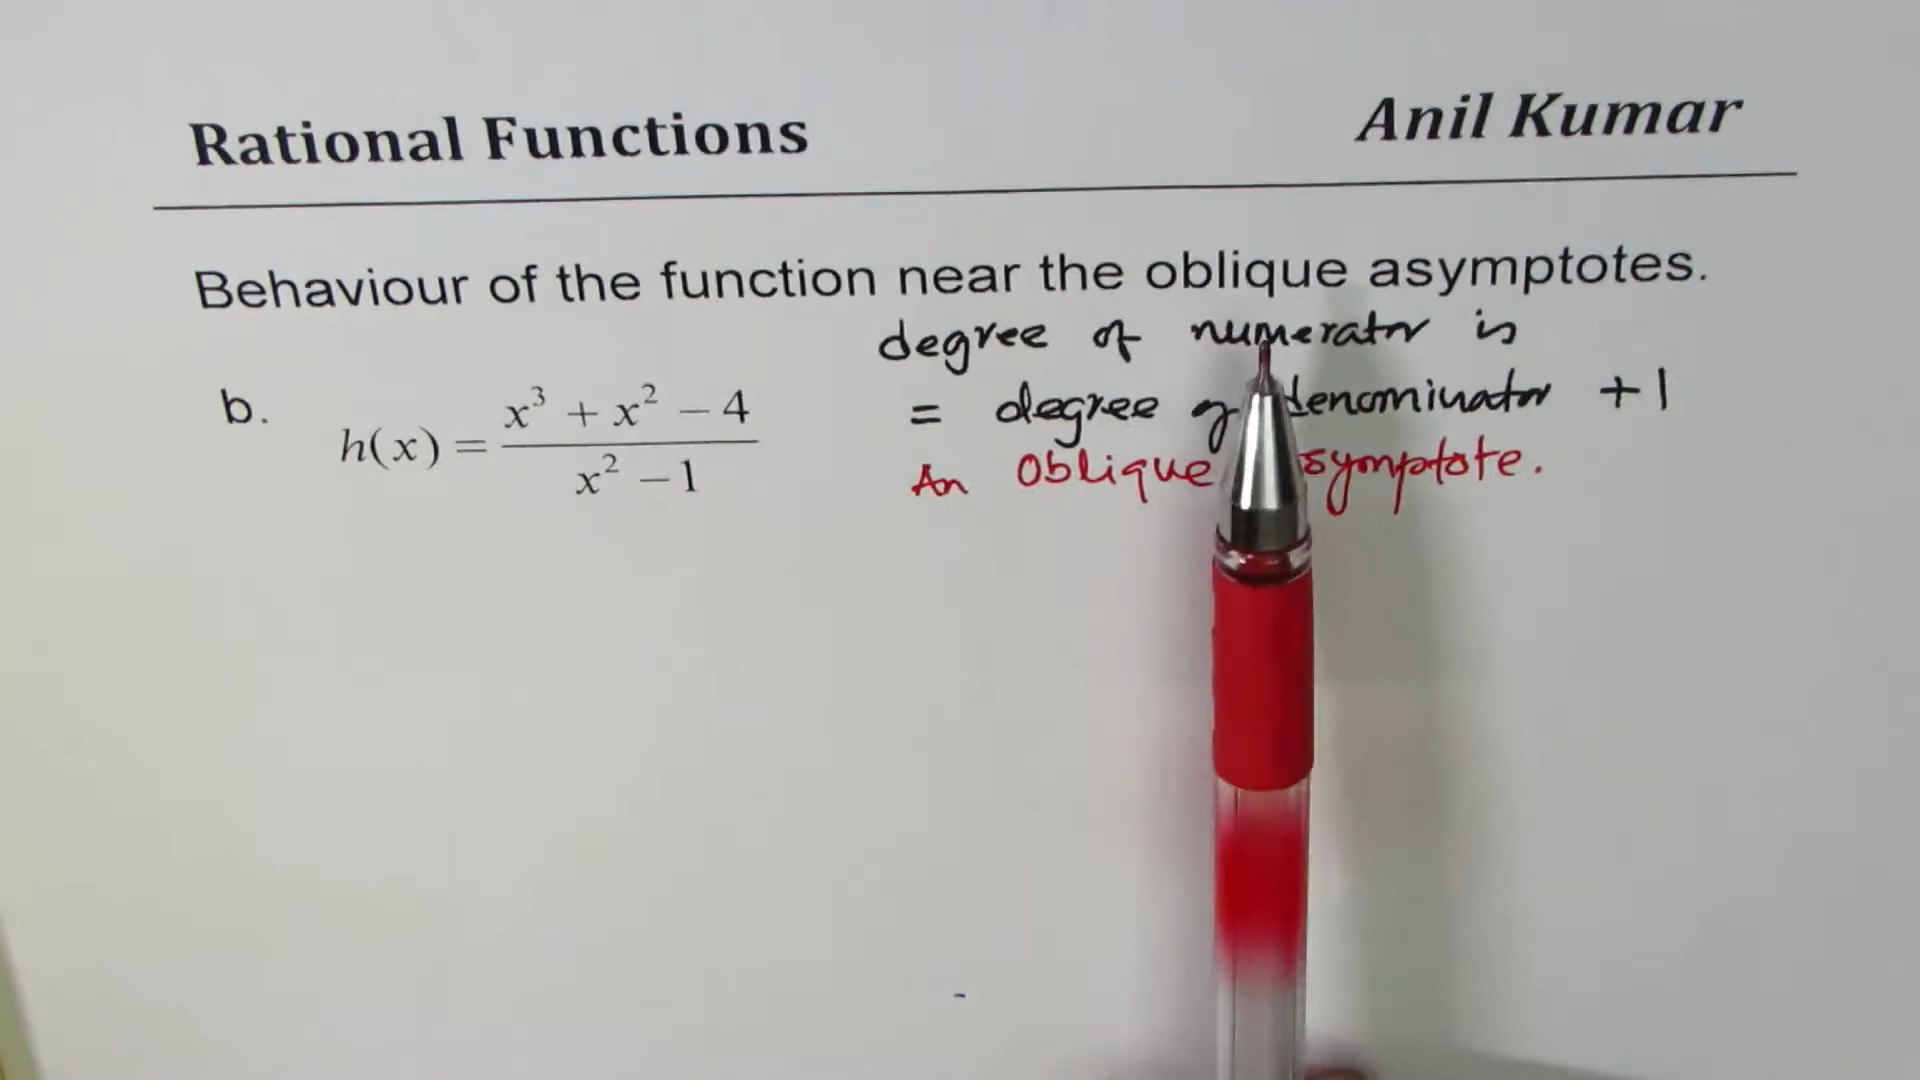 Rational Functions
Anil Kumar
Behaviour of the function near the oblique asymptotes.
degree of numerator is
b. h(x) = (x³ + x² − 4)/(x² − 1)
= degree of denominator +1
An Oblique symptote.